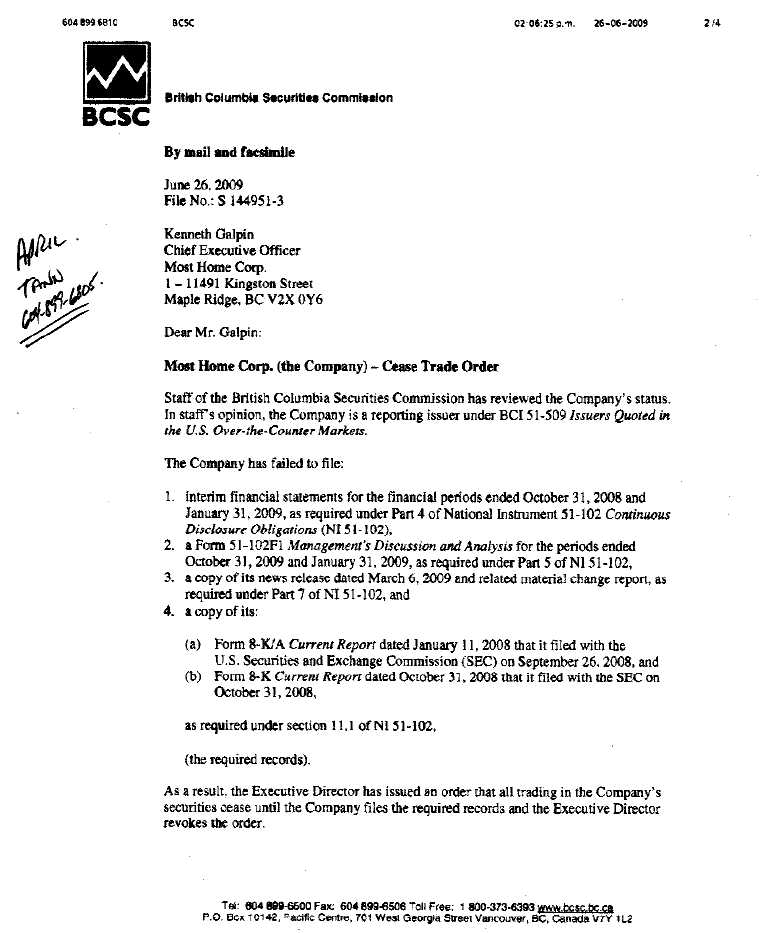 604 899 6810 BCSC 02:06:25 p.m. 26-06-2009 2/4
BCSC
British Columbia Securities Commission
By mail and facsimile
June 26, 2009
File No.: S 144951-3
Kenneth Galpin
Chief Executive Officer
Most Home Corp.
1 – 11491 Kingston Street
Maple Ridge, BC V2X 0Y6
APRIL
TANN
604-899-6805.
Dear Mr. Galpin:
Most Home Corp. (the Company) – Cease Trade Order
Staff of the British Columbia Securities Commission has reviewed the Company's status.
In staff's opinion, the Company is a reporting issuer under BCI 51-509 Issuers Quoted in
the U.S. Over-the-Counter Markets.
The Company has failed to file:
1. interim financial statements for the financial periods ended October 31, 2008 and
January 31, 2009, as required under Part 4 of National Instrument 51-102 Continuous
Disclosure Obligations (NI 51-102),
2. a Form 51-102F1 Management's Discussion and Analysis for the periods ended
October 31, 2009 and January 31, 2009, as required under Part 5 of NI 51-102,
3. a copy of its news release dated March 6, 2009 and related material change report, as
required under Part 7 of NI 51-102, and
4. a copy of its:
(a) Form 8-K/A Current Report dated January 11, 2008 that it filed with the
U.S. Securities and Exchange Commission (SEC) on September 26, 2008, and
(b) Form 8-K Current Report dated October 31, 2008 that it filed with the SEC on
October 31, 2008,
as required under section 11.1 of NI 51-102,
(the required records).
As a result, the Executive Director has issued an order that all trading in the Company's
securities cease until the Company files the required records and the Executive Director
revokes the order.
Tel: 604 899-6500 Fax: 604 899-6506 Toll Free: 1 800-373-6393 www.bcsc.bc.ca
P.O. Box 10142, Pacific Centre, 701 West Georgia Street Vancouver, BC, Canada V7Y 1L2